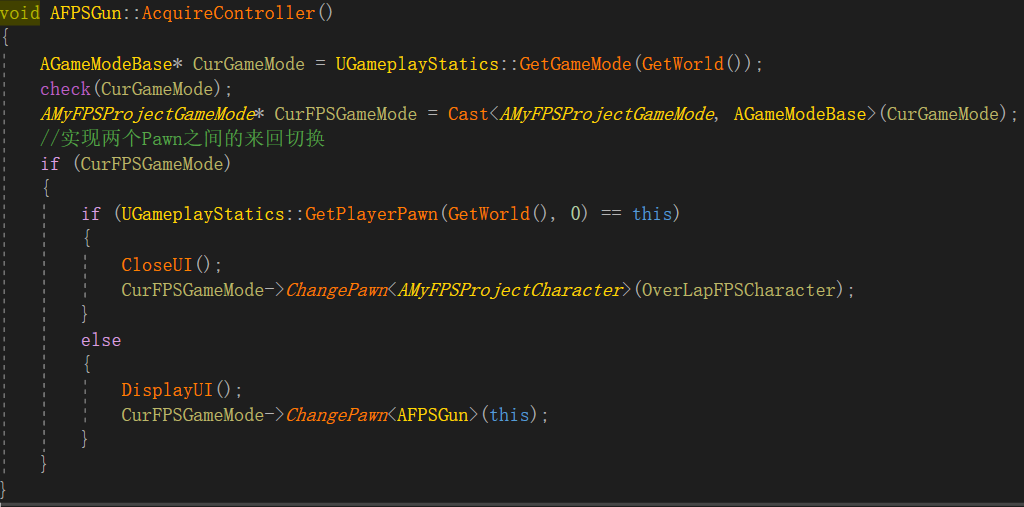 void AFPSGun::AcquireController()
{
    AGameModeBase* CurGameMode = UGameplayStatics::GetGameMode(GetWorld());
    check(CurGameMode);
    AMyFPSProjectGameMode* CurFPSGameMode = Cast<AMyFPSProjectGameMode, AGameModeBase>(CurGameMode);
    //实现两个Pawn之间的来回切换
    if (CurFPSGameMode)
    {
        if (UGameplayStatics::GetPlayerPawn(GetWorld(), 0) == this)
        {
            CloseUI();
            CurFPSGameMode->ChangePawn<AMyFPSProjectCharacter>(OverLapFPSCharacter);
        }
        else
        {
            DisplayUI();
            CurFPSGameMode->ChangePawn<AFPSGun>(this);
        }
    }
}